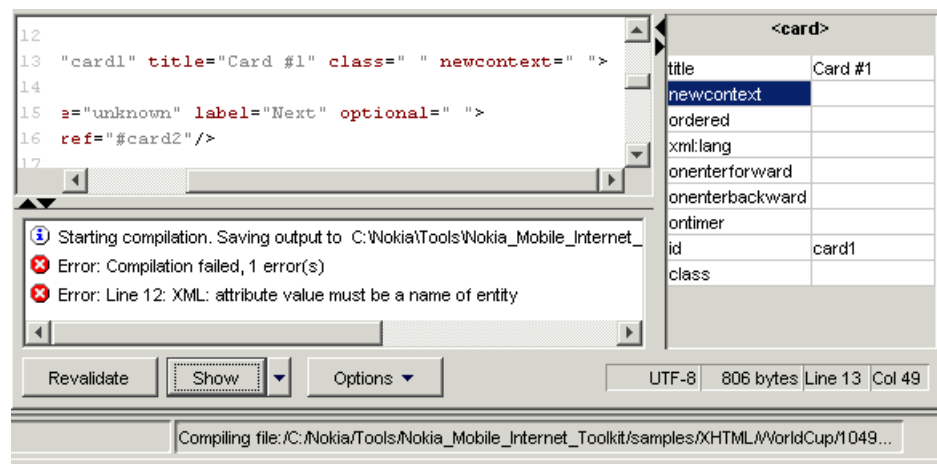 12
13 "card1" title="Card #1" class=" " newcontext=" ">
14
15 e="unknown" label="Next" optional=" ">
16 ref="#card2"/>
17
Starting compilation. Saving output to C:\Nokia\Tools\Nokia_Mobile_Internet_
Error: Compilation failed, 1 error(s)
Error: Line 12: XML: attribute value must be a name of entity
<card>
title Card #1
newcontext
ordered
xml:lang
onenterforward
onenterbackward
ontimer
id card1
class
Revalidate Show Options UTF-8 806 bytes Line 13 Col 49
Compiling file:/C:/Nokia/Tools/Nokia_Mobile_Internet_Toolkit/samples/XHTML/WorldCup/1049...